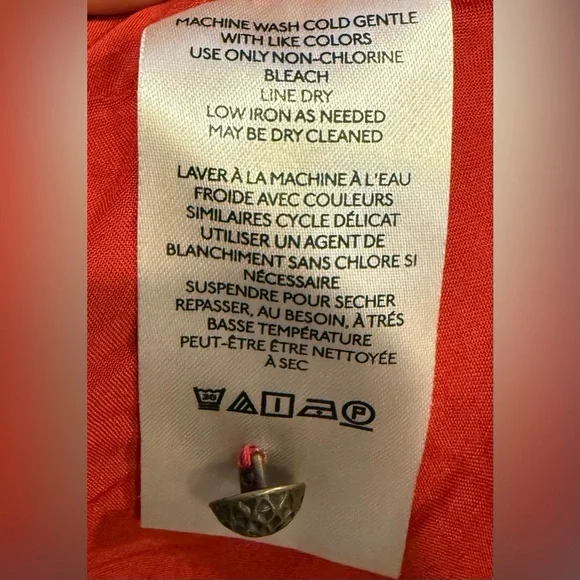 MACHINE WASH COLD GENTLE
WITH LIKE COLORS
USE ONLY NON-CHLORINE
BLEACH
LINE DRY
LOW IRON AS NEEDED
MAY BE DRY CLEANED
LAVER À LA MACHINE À L'EAU
FROIDE AVEC COULEURS
SIMILAIRES CYCLE DÉLICAT
UTILISER UN AGENT DE
BLANCHIMENT SANS CHLORE SI
NÉCESSAIRE
SUSPENDRE POUR SECHER
REPASSER, AU BESOIN, À TRÉS
BASSE TEMPÉRATURE
PEUT-ÊTRE ÊTRE NETTOYÉE
À SEC
30 P